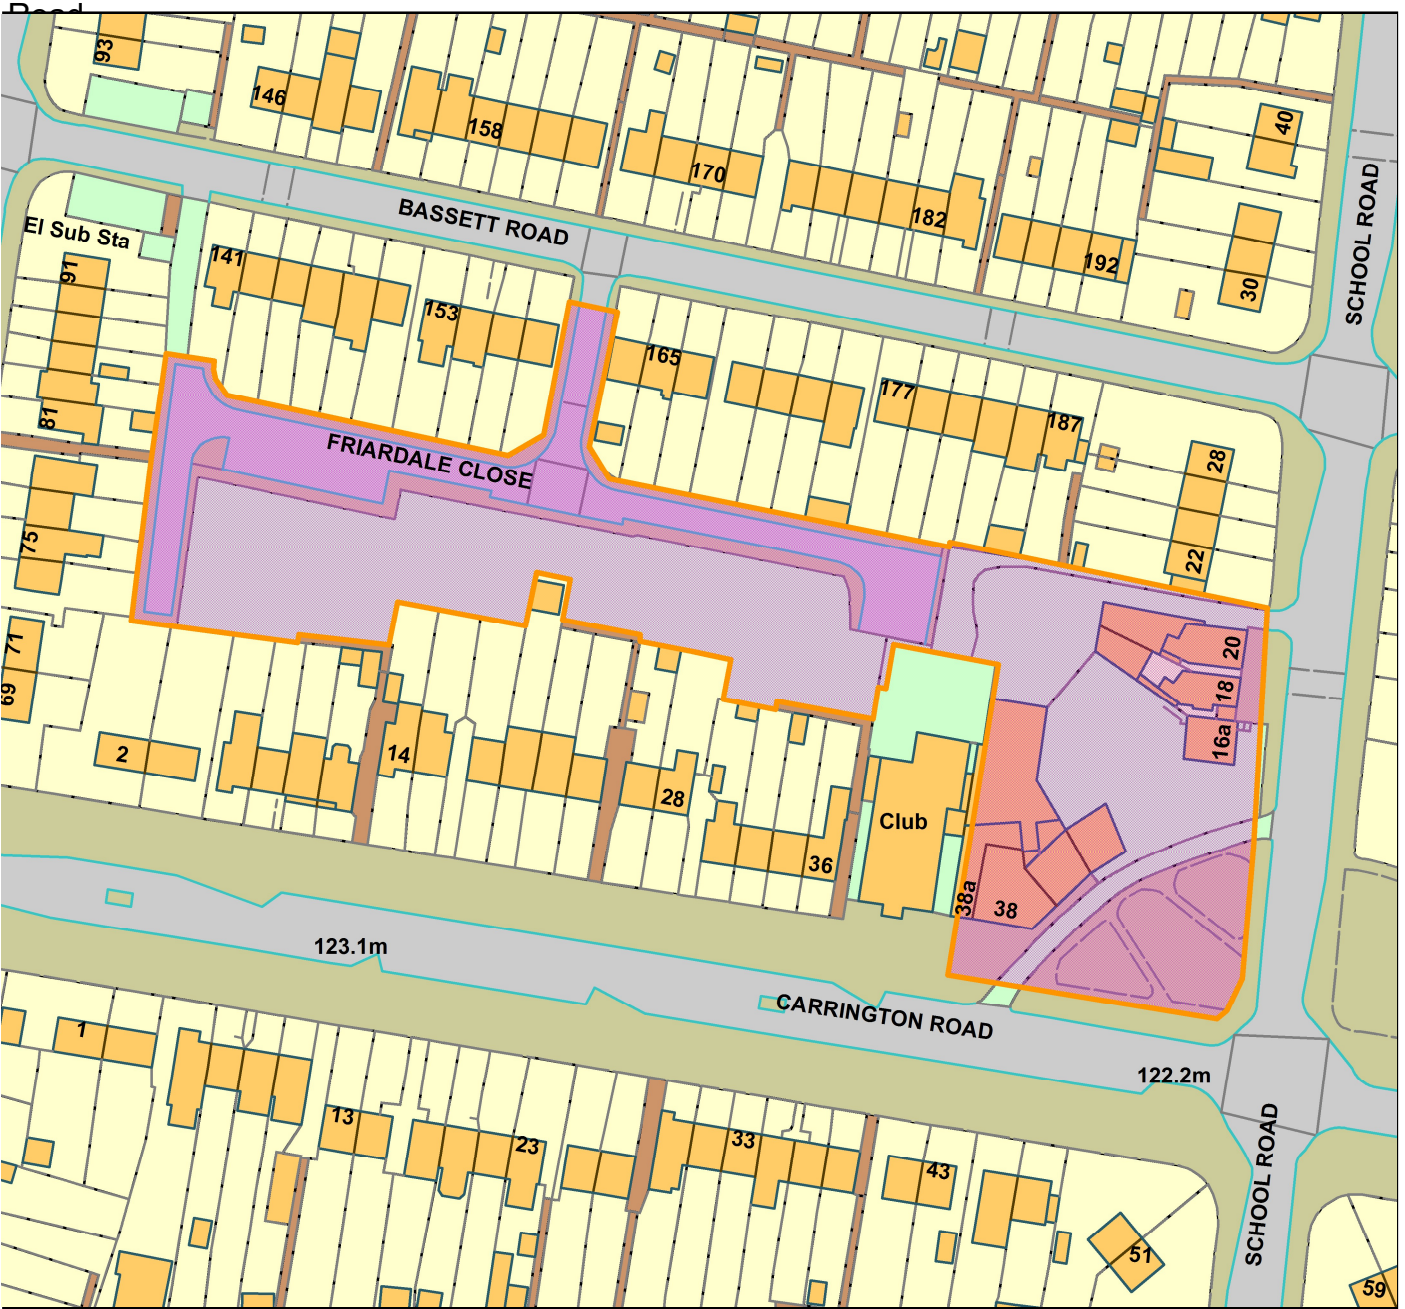 Road
93
146
158
170
182
192
40
30
SCHOOL ROAD
BASSETT ROAD
El Sub Sta
91
81
141
153
165
177
187
28
22
FRIARDALE CLOSE
75
71
69
2
14
28
36
Club
20
18
16a
38a
38
123.1m
CARRINGTON ROAD
122.2m
1
13
23
33
43
51
59
SCHOOL ROAD